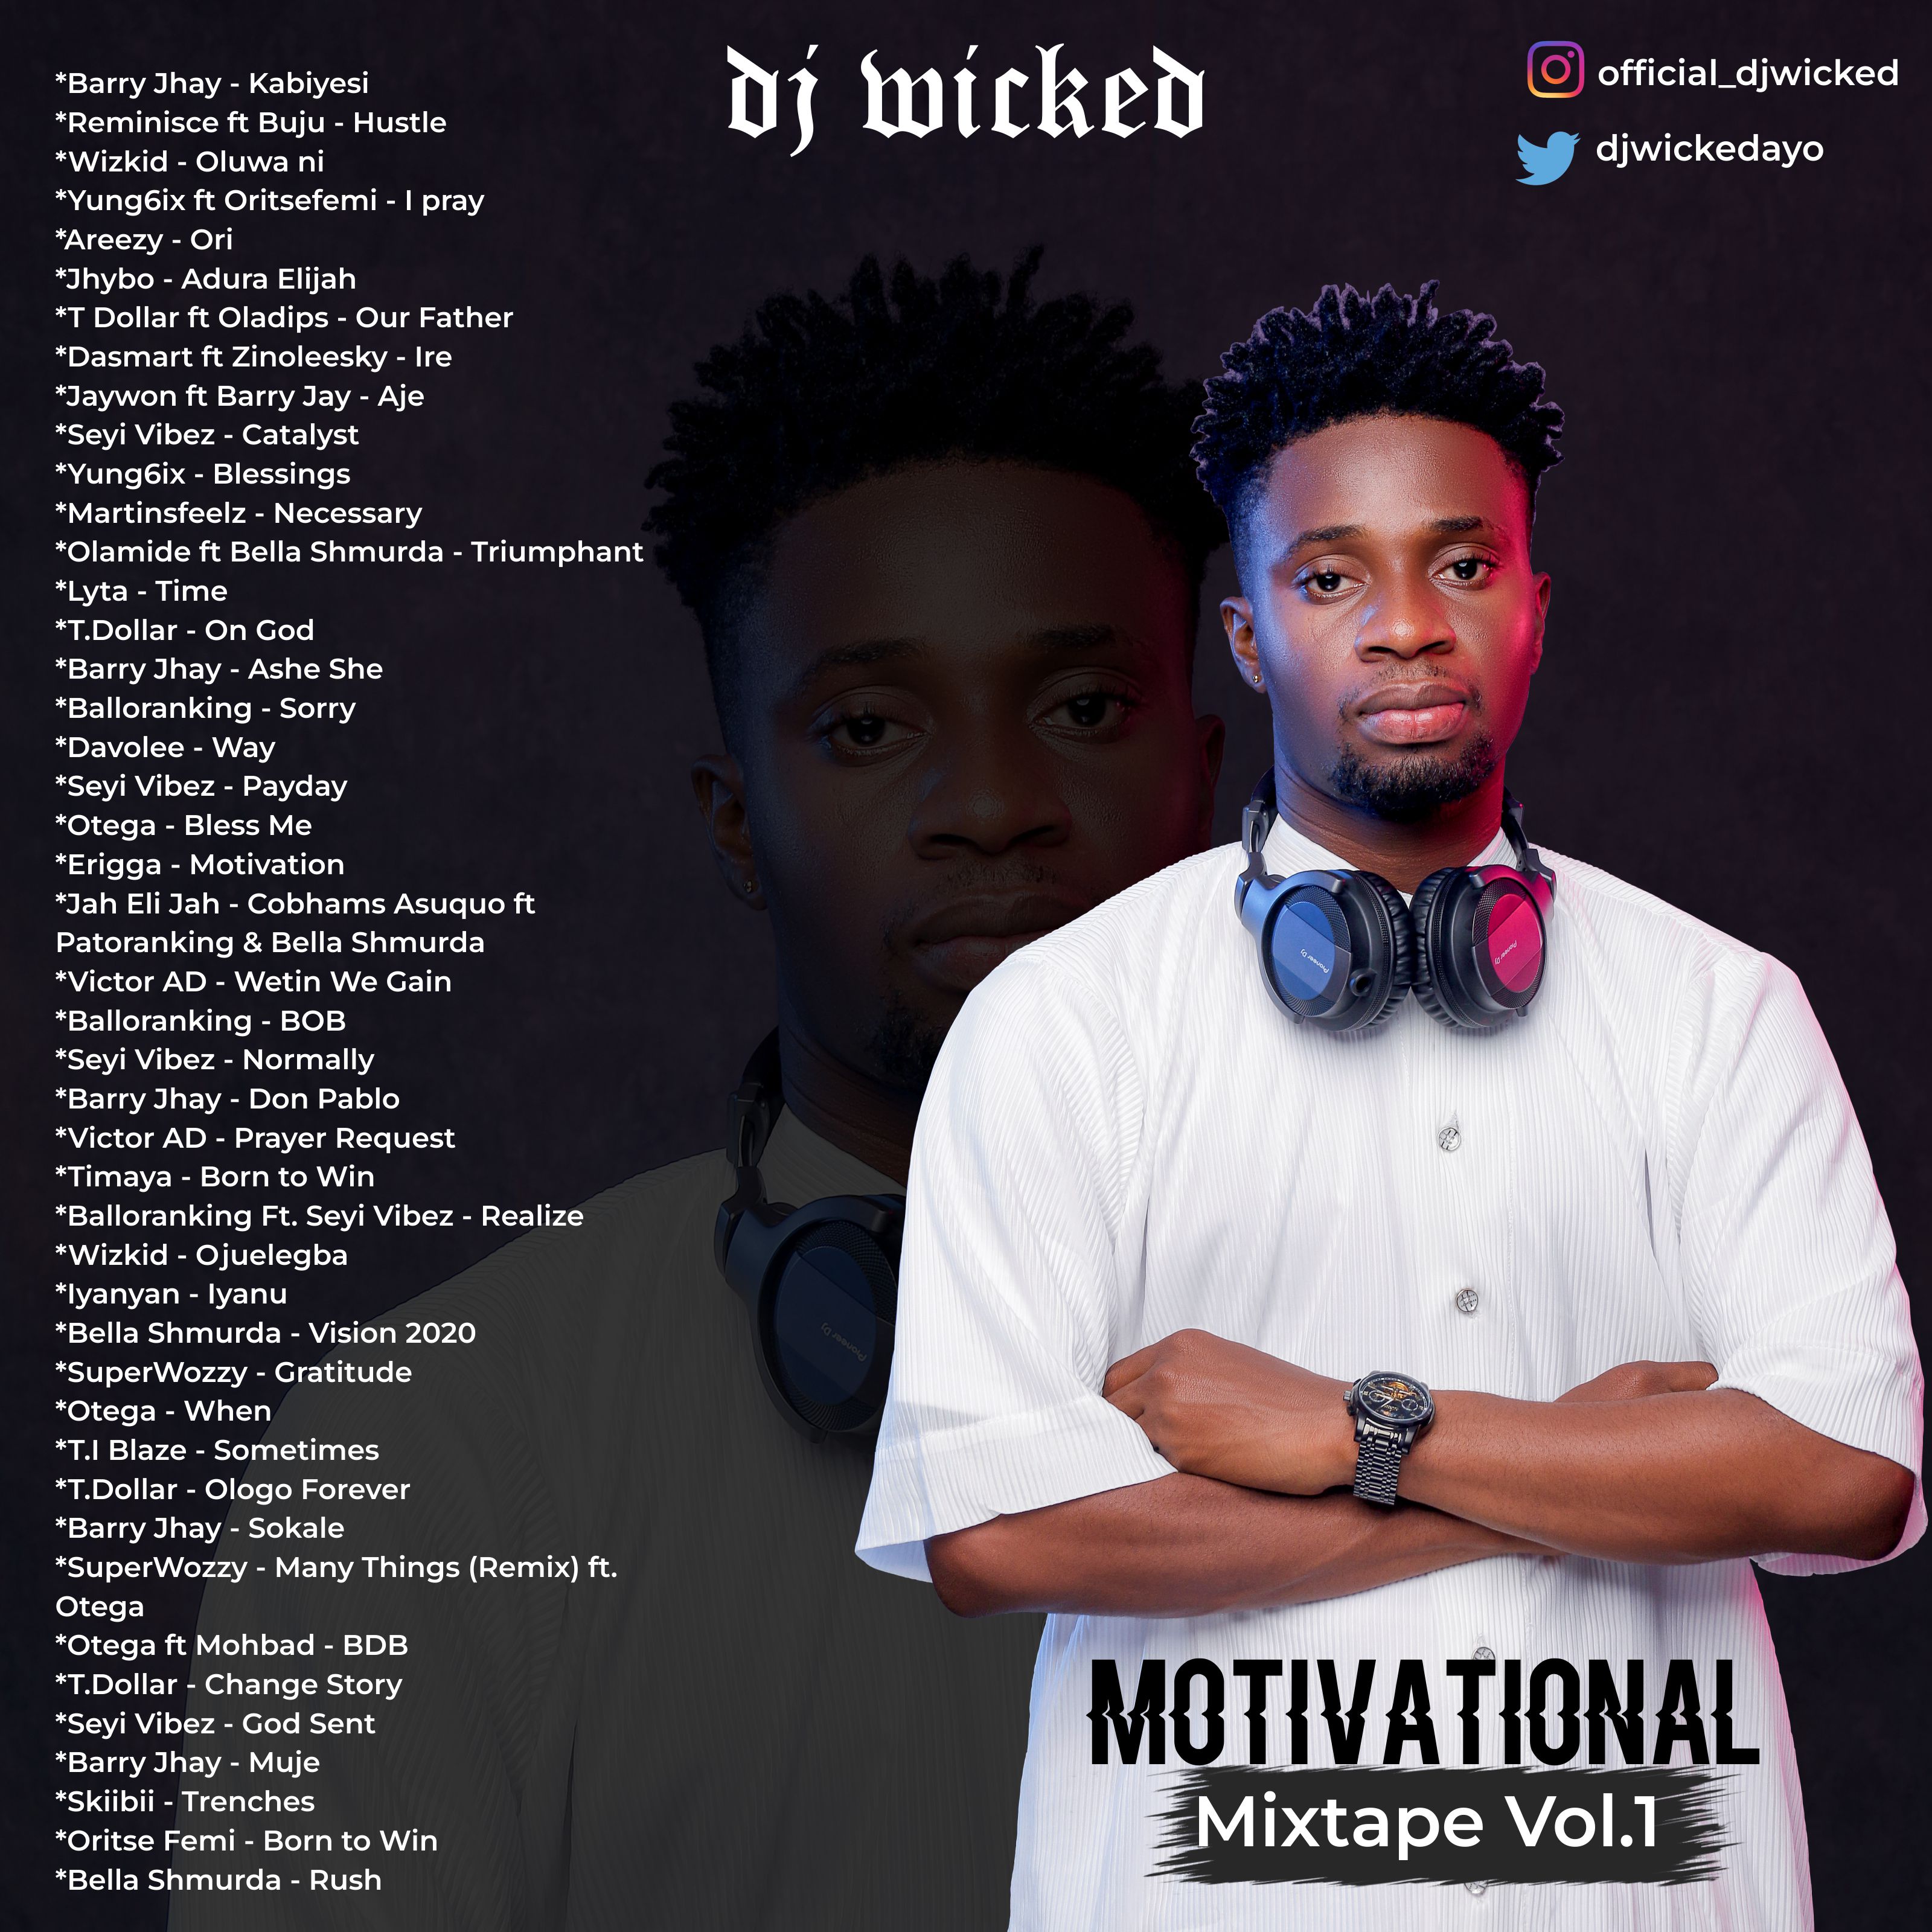 dj wicked
official_djwicked
djwickedayo
*Barry Jhay - Kabiyesi
*Reminisce ft Buju - Hustle
*Wizkid - Oluwa ni
*Yung6ix ft Oritsefemi - I pray
*Areezy - Ori
*Jhybo - Adura Elijah
*T Dollar ft Oladips - Our Father
*Dasmart ft Zinoleesky - Ire
*Jaywon ft Barry Jay - Aje
*Seyi Vibez - Catalyst
*Yung6ix - Blessings
*Martinsfeelz - Necessary
*Olamide ft Bella Shmurda - Triumphant
*Lyta - Time
*T.Dollar - On God
*Barry Jhay - Ashe She
*Balloranking - Sorry
*Davolee - Way
*Seyi Vibez - Payday
*Otega - Bless Me
*Erigga - Motivation
*Jah Eli Jah - Cobhams Asuquo ft
Patoranking & Bella Shmurda
*Victor AD - Wetin We Gain
*Balloranking - BOB
*Seyi Vibez - Normally
*Barry Jhay - Don Pablo
*Victor AD - Prayer Request
*Timaya - Born to Win
*Balloranking Ft. Seyi Vibez - Realize
*Wizkid - Ojuelegba
*Iyanyan - Iyanu
*Bella Shmurda - Vision 2020
*SuperWozzy - Gratitude
*Otega - When
*T.I Blaze - Sometimes
*T.Dollar - Ologo Forever
*Barry Jhay - Sokale
*SuperWozzy - Many Things (Remix) ft.
Otega
*Otega ft Mohbad - BDB
*T.Dollar - Change Story
*Seyi Vibez - God Sent
*Barry Jhay - Muje
*Skiibii - Trenches
*Oritse Femi - Born to Win
*Bella Shmurda - Rush
Pioneer Dj
Pioneer Dj
Pioneer Dj
MOTIVATIONAL
Mixtape Vol.1